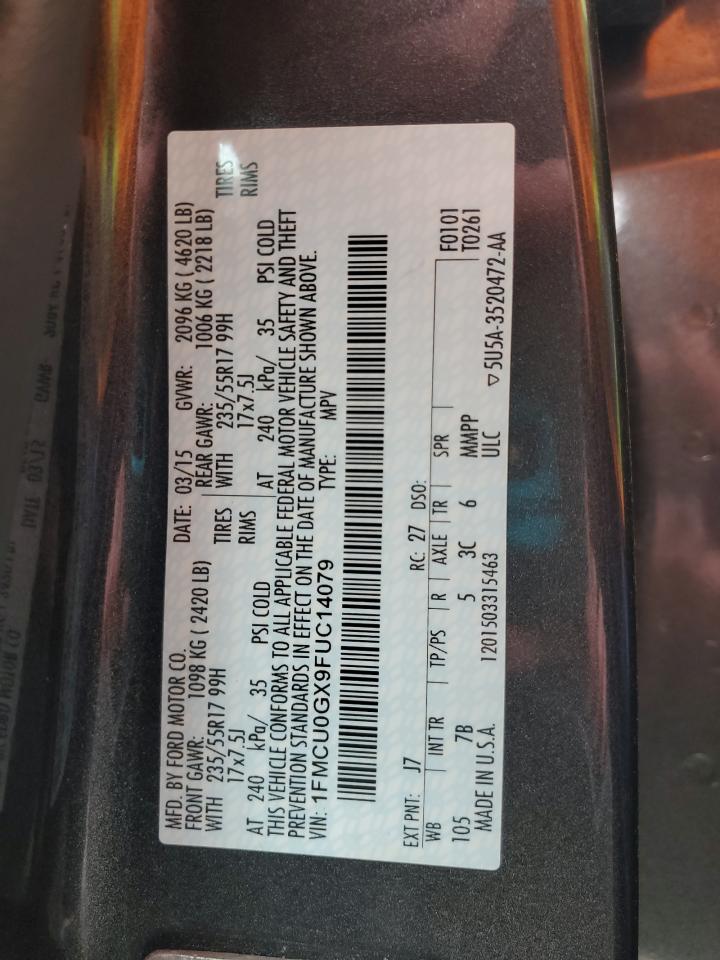 MFD. BY FORD MOTOR CO.
DATE: 03/15 GVWR: 2096 KG ( 4620 LB)
FRONT GAWR: 1098 KG ( 2420 LB)
REAR GAWR: 1006 KG ( 2218 LB)
WITH 235/55R17 99H TIRES
WITH 235/55R17 99H TIRES
17x7.5J RIMS
17x7.5J RIMS
AT 240 kPa/ 35 PSI COLD
AT 240 kPa/ 35 PSI COLD
THIS VEHICLE CONFORMS TO ALL APPLICABLE FEDERAL MOTOR VEHICLE SAFETY AND THEFT
PREVENTION STANDARDS IN EFFECT ON THE DATE OF MANUFACTURE SHOWN ABOVE.
VIN: 1FMCU0GX9FUC14079 TYPE: MPV
EXT PNT: J7 RC: 27 DSO:
WB INT TR TP/PS R AXLE TR SPR F0101
T0261
105 7B 5 3C 6 MMPP
ULC
MADE IN U.S.A. 1201503315463 ▽5U5A-3520472-AA